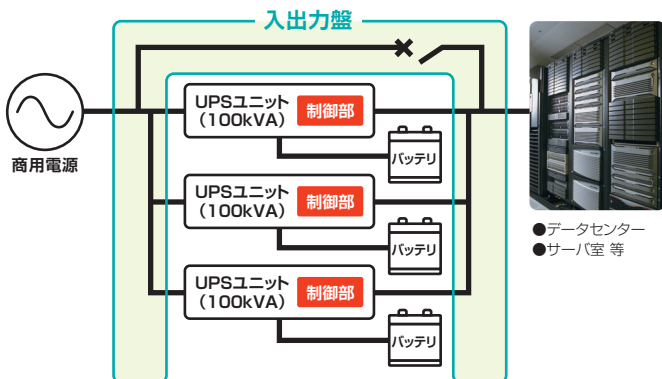 入出力盤
商用電源
UPSユニット
(100kVA)
制御部
バッテリ
UPSユニット
(100kVA)
制御部
バッテリ
UPSユニット
(100kVA)
制御部
バッテリ
●データセンター
●サーバ室 等